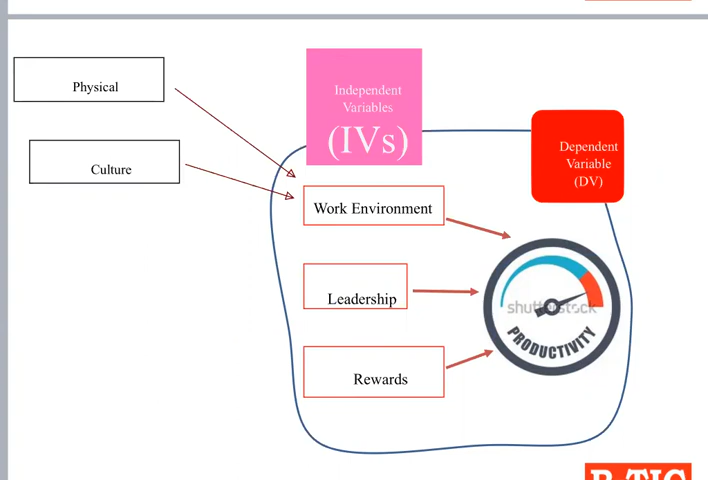 Physical
Culture
Independent
Variables
(IVs)
Dependent
Variable
(DV)
Work Environment
Leadership
Rewards
shutterstock
PRODUCTIVITY